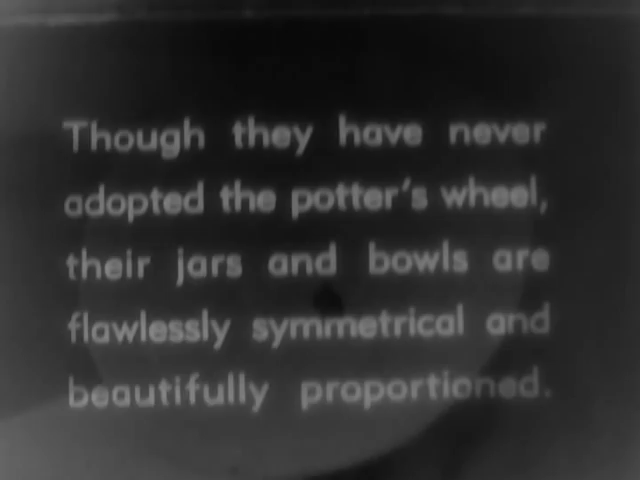 Though they have never
adopted the potter's wheel,
their jars and bowls are
flawlessly symmetrical and
beautifully proportioned.